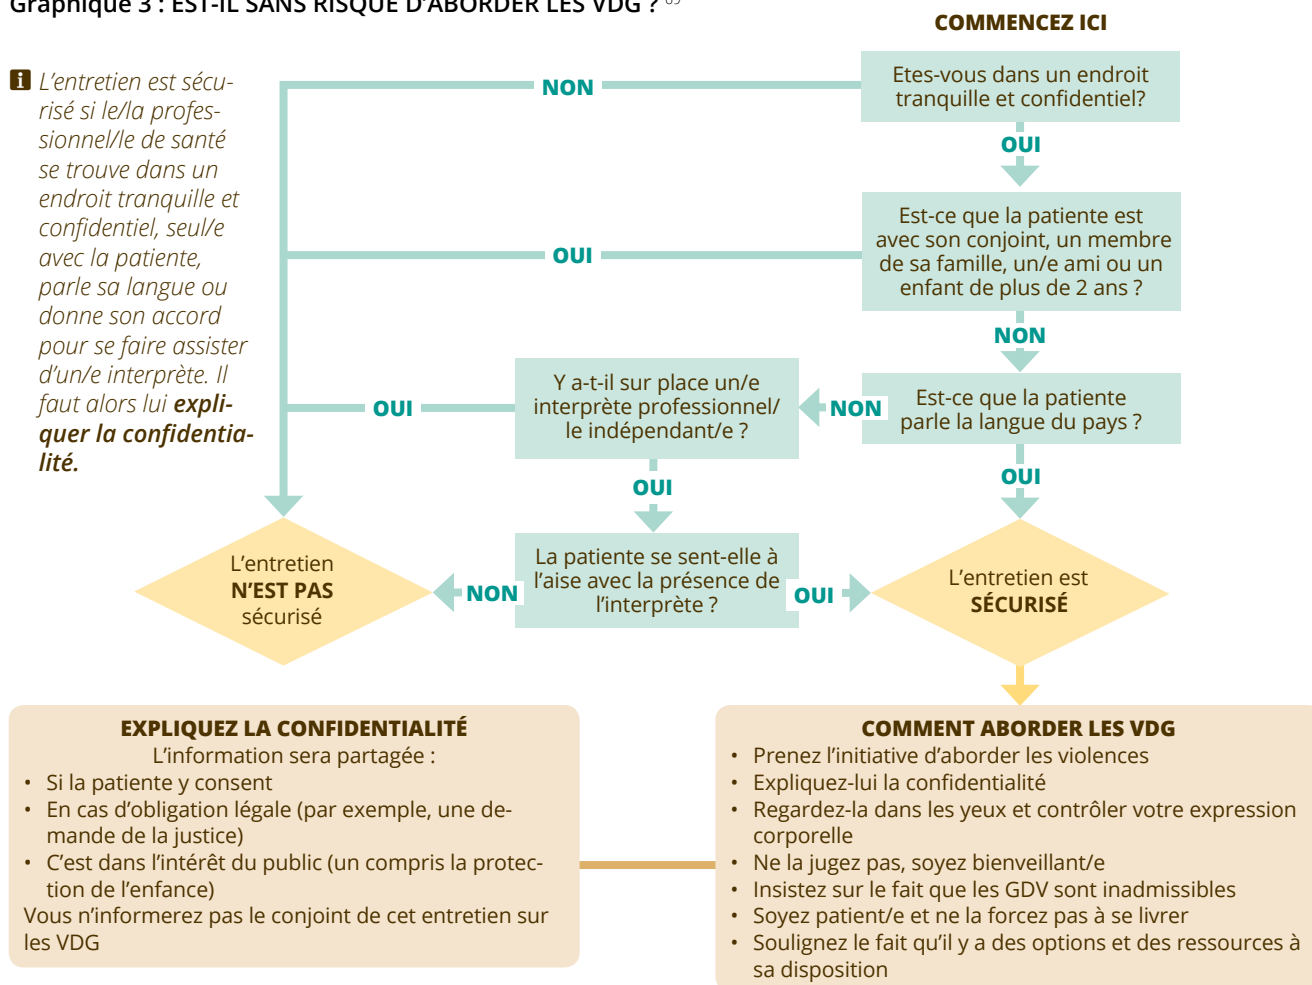 Graphique 3 : EST-IL SANS RISQUE D'ABORDER LES VDG ? 65
COMMENCEZ ICI
i L'entretien est sécu-
risé si le/la profes-
sionnel/le de santé
se trouve dans un
endroit tranquille et
confidentiel, seul/e
avec la patiente,
parle sa langue ou
donne son accord
pour se faire assister
d'un/e interprète. Il
faut alors lui expli-
quer la confidentia-
lité.
Etes-vous dans un endroit
tranquille et confidentiel?
NON
OUI
Est-ce que la patiente est
avec son conjoint, un membre
de sa famille, un/e ami ou un
enfant de plus de 2 ans ?
OUI
NON
Est-ce que la patiente
parle la langue du pays ?
NON
OUI
Y a-t-il sur place un/e
interprète professionnel/
le indépendant/e ?
OUI
OUI
La patiente se sent-elle à
l'aise avec la présence de
l'interprète ?
NON
OUI
L'entretien
N'EST PAS
sécurisé
L'entretien est
SÉCURISÉ
EXPLIQUEZ LA CONFIDENTIALITÉ
L'information sera partagée :
• Si la patiente y consent
• En cas d'obligation légale (par exemple, une de-
mande de la justice)
• C'est dans l'intérêt du public (un compris la protec-
tion de l'enfance)
Vous n'informerez pas le conjoint de cet entretien sur
les VDG
COMMENT ABORDER LES VDG
• Prenez l'initiative d'aborder les violences
• Expliquez-lui la confidentialité
• Regardez-la dans les yeux et contrôler votre expression
corporelle
• Ne la jugez pas, soyez bienveillant/e
• Insistez sur le fait que les GDV sont inadmissibles
• Soyez patient/e et ne la forcez pas à se livrer
• Soulignez le fait qu'il y a des options et des ressources à
sa disposition